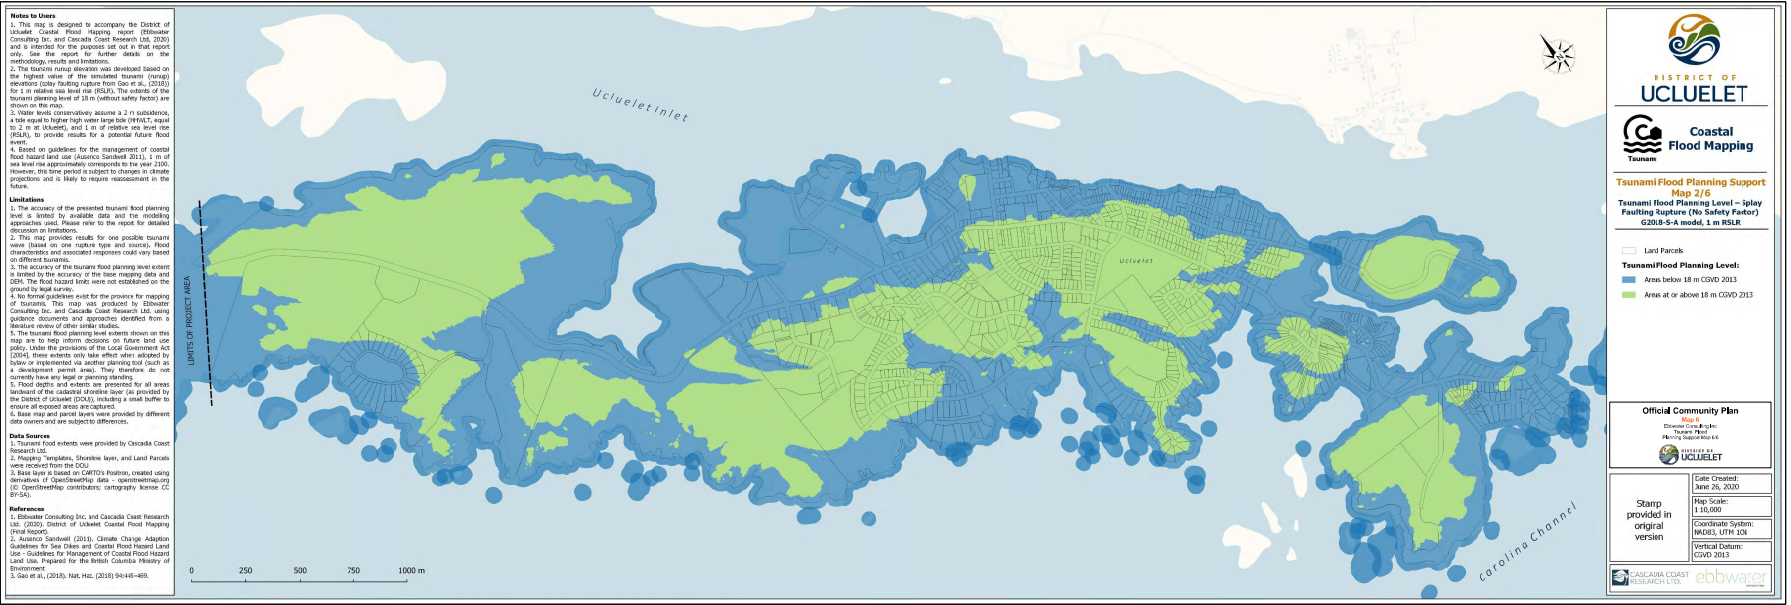 Notes to Users
1. This map is designed to accompany the District of
Ucluelet Coastal Flood Mapping report (Ebbwater
Consulting Inc. and Cascadia Coast Research Ltd, 2020)
and is intended for the purposes set out in that report
only. See the report for further details on the
methodology, results and limitations.
2. The tsunami runup elevation was developed based on
the highest value of the simulated tsunami (runup)
elevations (splay faulting rupture from Gao et al., (2018))
for 1 m relative sea level rise (RSLR). The extents of the
tsunami planning level of 18 m (without safety factor) are
shown on this map.
3. Water levels conservatively assume a 2 m subsidence,
a tide equal to higher high water large tide (HHWLT, equal
to 2 m at Ucluelet), and 1 m of relative sea level rise
(RSLR), to provide results for a potential future flood
event.
4. Based on guidelines for the management of coastal
flood hazard land use (Ausenco Sandwell 2011), 1 m of
sea level rise approximately corresponds to the year 2100.
However, this time period is subject to changes in climate
projections and is likely to require reassessment in the
future.
Limitations
1. The accuracy of the presented tsunami flood planning
level is limited by available data and the modelling
approaches used. Please refer to the report for detailed
discussion on limitations.
2. This map provides results for one possible tsunami
wave (based on one rupture type and source). Flood
characteristics and associated responses could vary based
on different tsunamis.
3. The accuracy of the tsunami flood planning level extent
is limited by the accuracy of the base mapping data and
DEM. The flood hazard limits were not established on the
ground by legal survey.
4. No formal guidelines exist for the province for mapping
of tsunamis. This map was produced by Ebbwater
Consulting Inc. and Cascadia Coast Research Ltd. using
guidance documents and approaches identified from a
literature review of other similar studies.
5. The tsunami flood planning level extents shown on this
map are to help inform decisions on future land use
policy. Under the provisions of the Local Government Act
[2004], these extents only take effect when adopted by
bylaw or implemented via another planning tool (such as
a development permit area). They therefore do not
currently have any legal or planning standing.
5. Flood depths and extents are presented for all areas
landward of the cadastral shoreline layer (as provided by
the District of Ucluelet (DOU)), including a small buffer to
ensure all exposed areas are captured.
6. Base map and parcel layers were provided by different
data owners and are subject to differences.
Data Sources
1. Tsunami food extents were provided by Cascadia Coast
Research Ltd.
2. Mapping Templates, Shoreline layer, and Land Parcels
were received from the DOU
3. Base layer is based on CARTO's Positron, created using
derivatives of OpenStreetMap data - openstreetmap.org
(© OpenStreetMap contributors; cartography license CC
BY-SA).
References
1. Ebbwater Consulting Inc. and Cascadia Coast Research
Ltd. (2020). District of Ucluelet Coastal Flood Mapping
(Final Report).
2. Ausenco Sandwell (2011). Climate Change Adaption
Guidelines for Sea Dikes and Coastal Flood Hazard Land
Use - Guidelines for Management of Coastal Flood Hazard
Land Use. Prepared for the British Columbia Ministry of
Environment
3. Gao et al., (2018). Nat. Haz. (2018) 94:445-469.
LIMITS OF PROJECT AREA
Ucluelet Inlet
Ucluelet
Carolina Channel
0 250 500 750 1000 m
DISTRICT OF
UCLUELET
Tsunami
Coastal
Flood Mapping
Tsunami Flood Planning Support
Map 2/6
Tsunami Flood Planning Level – Splay
Faulting Rupture (No Safety Factor)
G2018-S-A model, 1 m RSLR
Land Parcels
Tsunami Flood Planning Level:
Areas below 18 m CGVD 2013
Areas at or above 18 m CGVD 2013
Official Community Plan
Map 6
Ebbwater Consulting Inc
Tsunami Flood
Planning Support Map 6/6
DISTRICT OF
UCLUELET
Stamp
provided in
original
version
Date Created:
June 26, 2020
Map Scale:
1:10,000
Coordinate System:
NAD83, UTM 10N
Vertical Datum:
CGVD 2013
CASCADIA COAST
RESEARCH LTD.
ebbwater